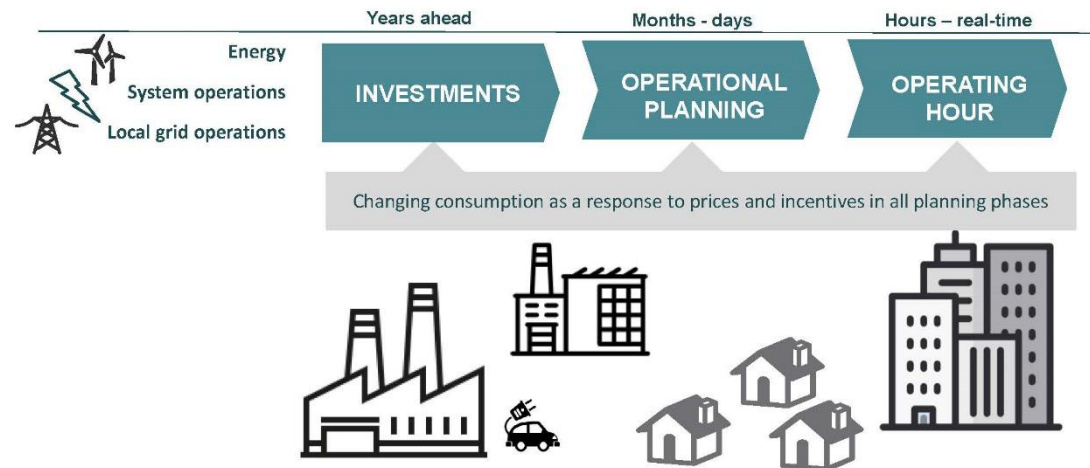 Years ahead
Months - days
Hours – real-time
Energy
System operations
Local grid operations
INVESTMENTS
OPERATIONAL
PLANNING
OPERATING
HOUR
Changing consumption as a response to prices and incentives in all planning phases